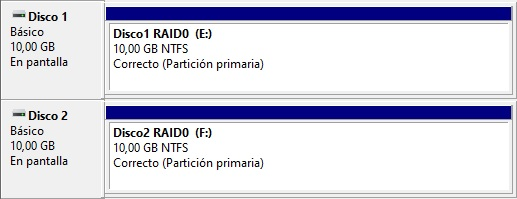 Disco 1
Básico
10,00 GB
En pantalla
Disco1 RAID0 (E:)
10,00 GB NTFS
Correcto (Partición primaria)
Disco 2
Básico
10,00 GB
En pantalla
Disco2 RAID0 (F:)
10,00 GB NTFS
Correcto (Partición primaria)